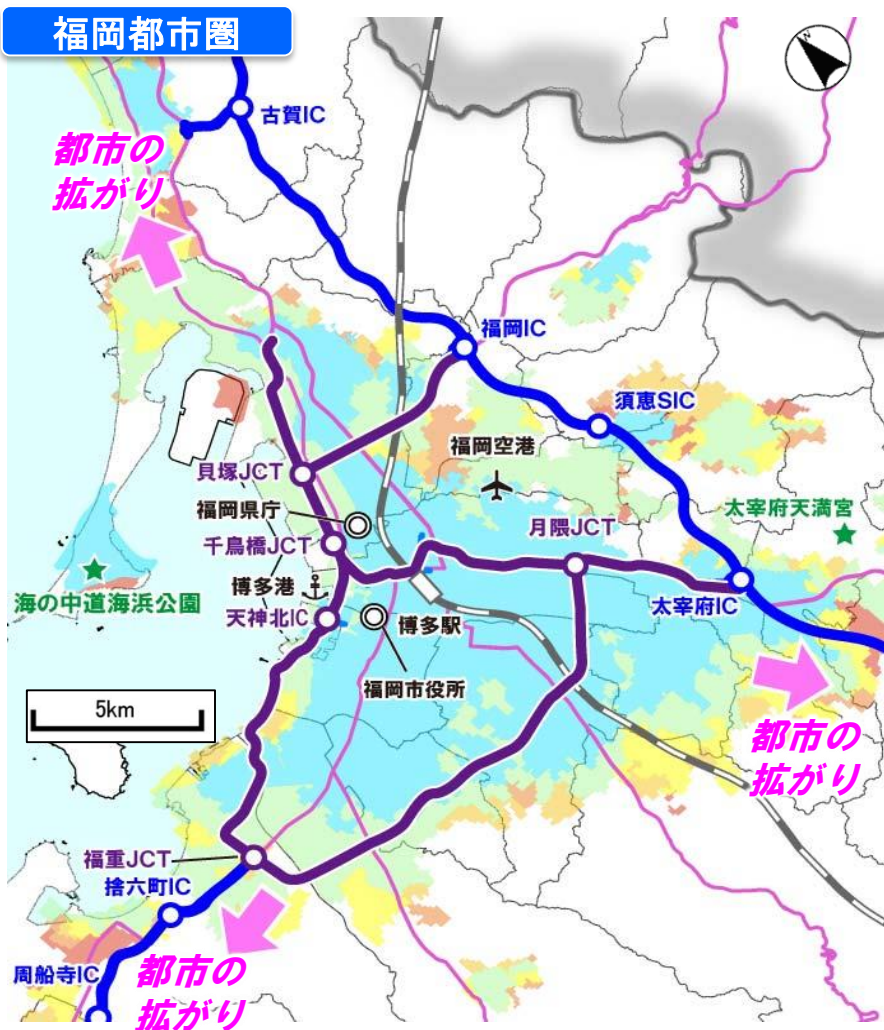 福岡都市圏
N
古賀IC
都市の
拡がり
福岡IC
須恵SIC
福岡空港
貝塚JCT
福岡県庁
太宰府天満宮
月隈JCT
千鳥橋JCT
博多港
海の中道海浜公園
天神北IC
太宰府IC
博多駅
福岡市役所
5km
都市の
拡がり
福重JCT
捨六町IC
周船寺IC
都市の
拡がり